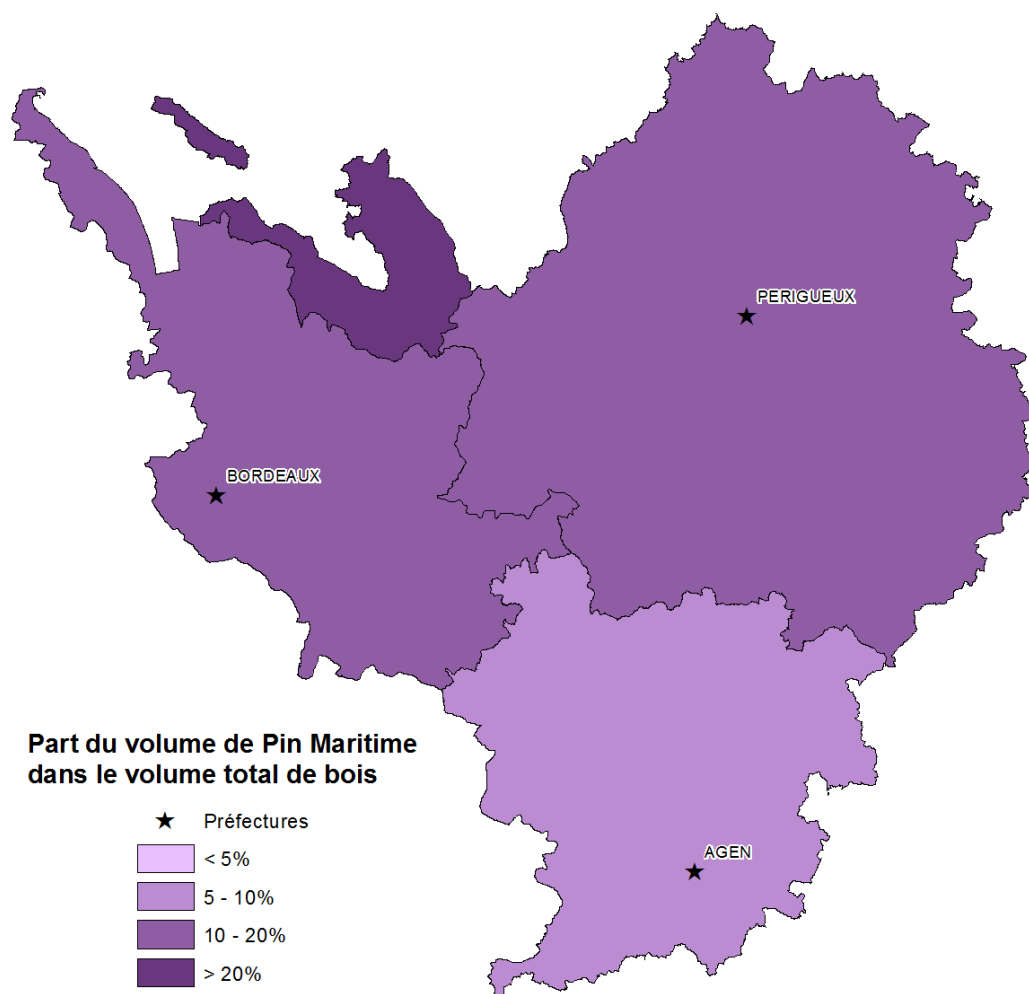 PERIGUEUX
BORDEAUX
AGEN
Part du volume de Pin Maritime
dans le volume total de bois
Préfectures
< 5%
5 - 10%
10 - 20%
> 20%